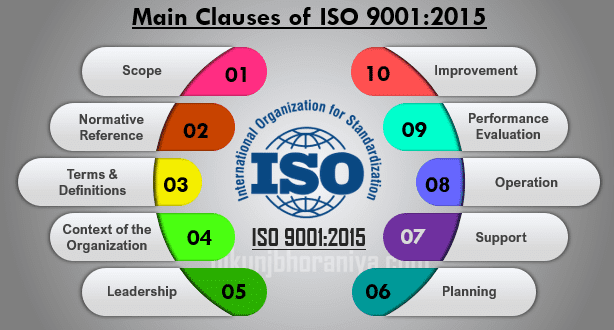 Main Clauses of ISO 9001:2015
Scope
01
Normative
Reference
02
Terms &
Definitions
03
Context of the
Organization
04
Leadership
05
International Organization for Standardization
ISO
ISO 9001:2015
10
Improvement
09
Performance
Evaluation
08
Operation
07
Support
06
Planning